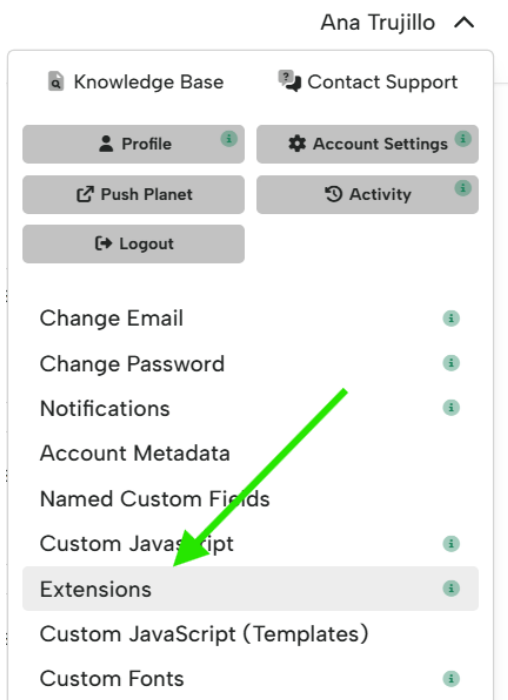 Ana Trujillo
Knowledge Base Contact Support
Profile Account Settings
Push Planet Activity
Logout
Change Email
Change Password
Notifications
Account Metadata
Named Custom Fields
Custom Javascript
Extensions
Custom JavaScript (Templates)
Custom Fonts